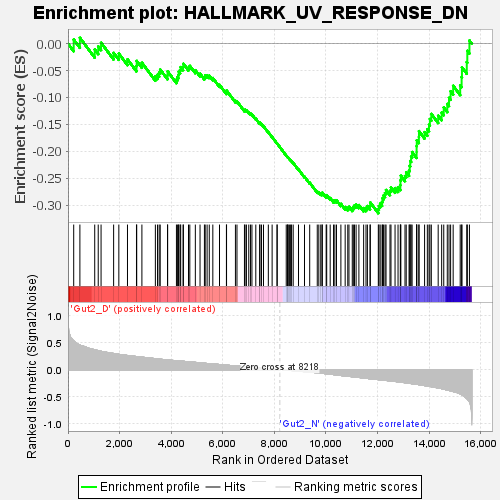 Enrichment plot: HALLMARK_UV_RESPONSE_DN
Enrichment score (ES)
0.00
-0.05
-0.10
-0.15
-0.20
-0.25
-0.30
'Gut2_D' (positively correlated)
Ranked list metric (Signal2Noise)
1.0
0.5
0.0
-0.5
-1.0
Zero cross at 8218
'Gut2_N' (negatively correlated)
0
2,000
4,000
6,000
8,000
10,000
12,000
14,000
16,000
Rank in Ordered Dataset
Enrichment profile
Hits
Ranking metric scores